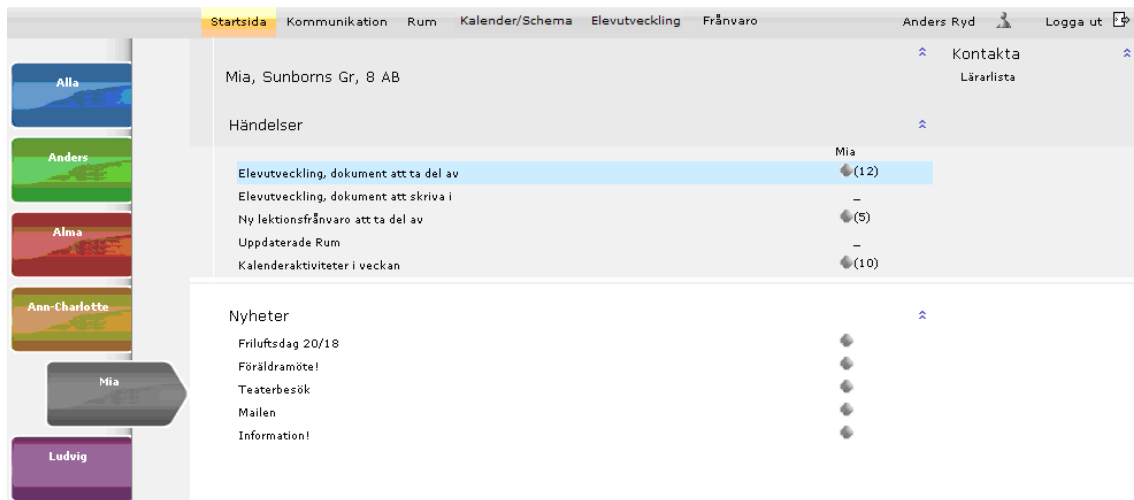 Startsida Kommunikation Rum Kalender/Schema Elevutveckling Frånvaro Anders Ryd Logga ut
Alla
Anders
Alma
Ann-Charlotte
Mia
Ludvig
Mia, Sunborns Gr, 8 AB
Kontakta
Lärarlista
Händelser
Mia
Elevutveckling, dokument att ta del av (12)
Elevutveckling, dokument att skriva i _
Ny lektionsfrånvaro att ta del av (5)
Uppdaterade Rum _
Kalenderaktiviteter i veckan (10)
Nyheter
Friluftsdag 20/18
Föräldramöte!
Teaterbesök
Mailen
Information!